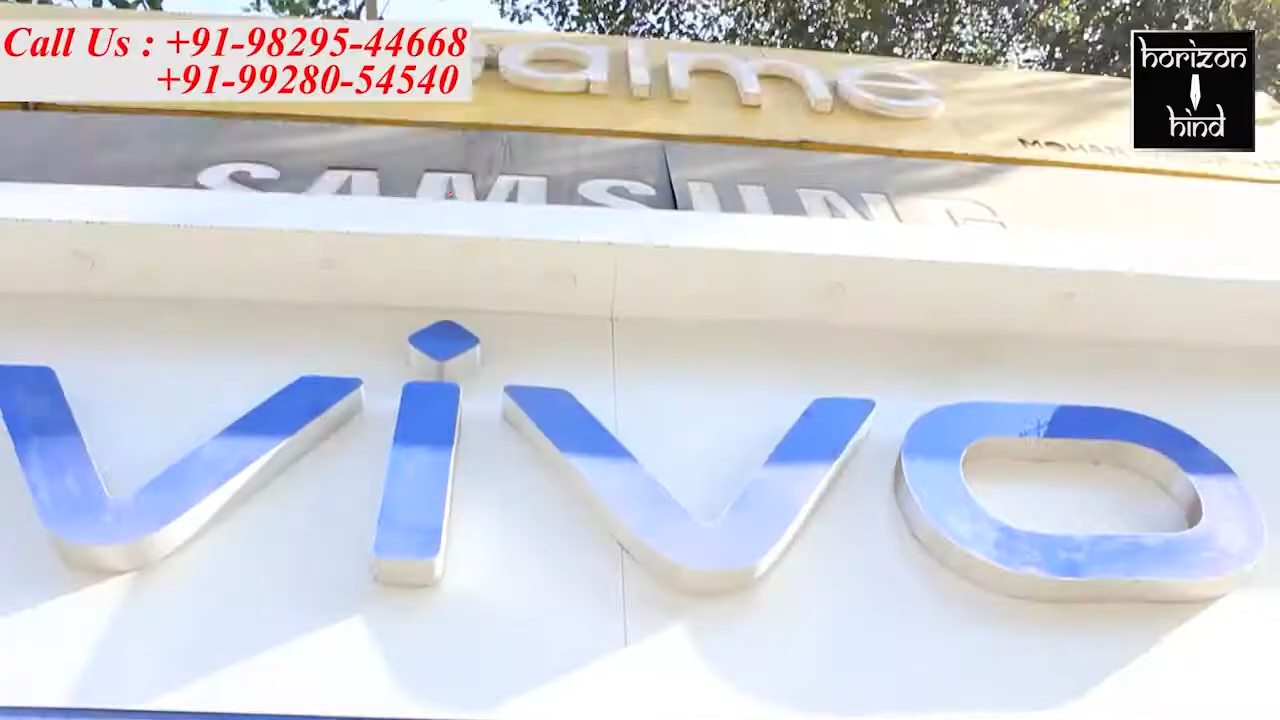 Call Us : +91-98295-44668
+91-99280-54540
horizon
hind
realme
SAMSUNG
vivo